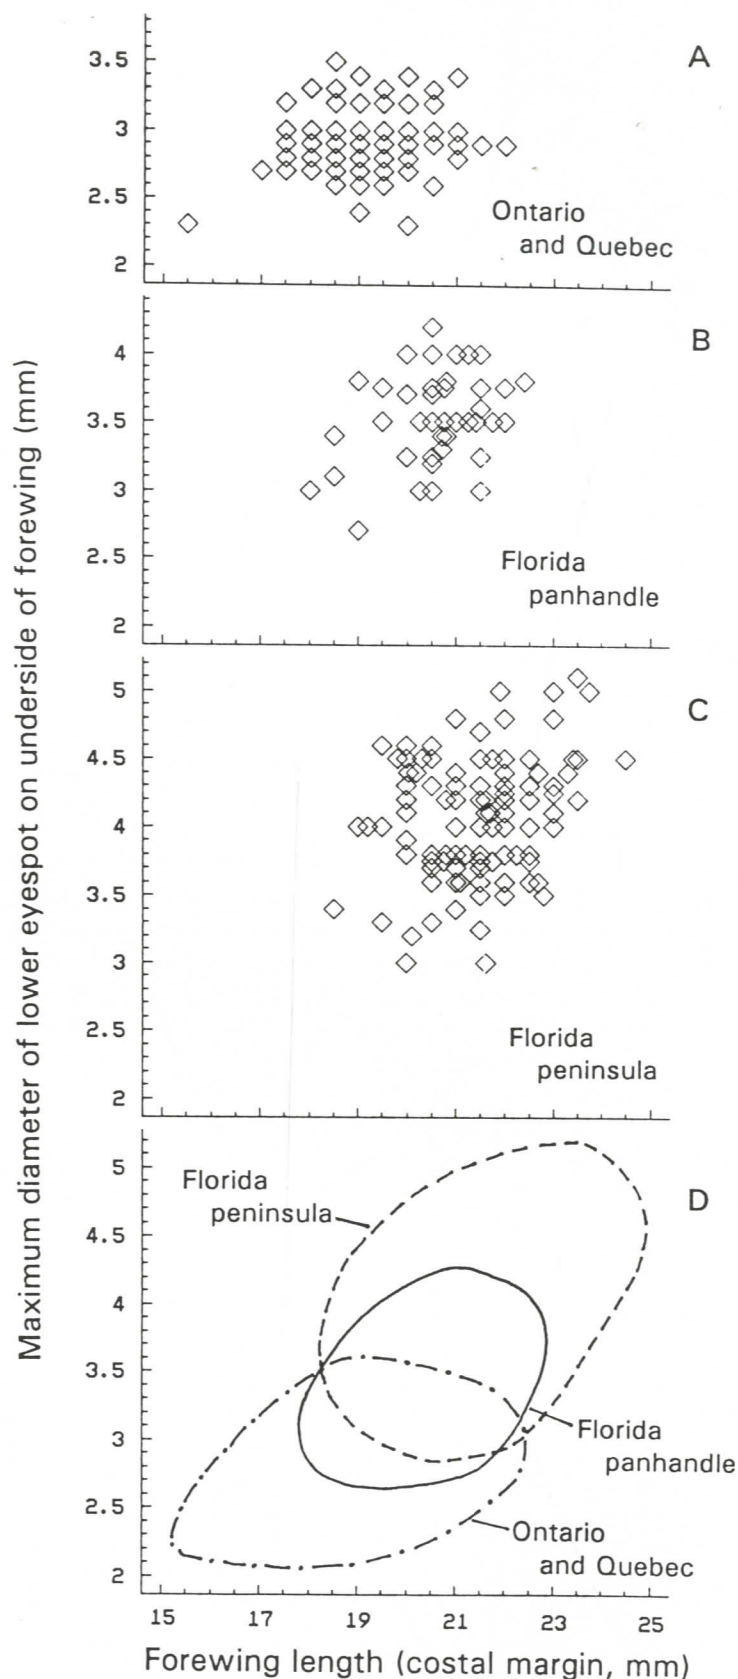 A
3.5
3
2.5
2
Ontario
and Quebec
B
4
3.5
3
2.5
2
Florida
panhandle
C
5
4.5
4
3.5
3
2.5
2
Florida
peninsula
D
5
4.5
4
3.5
3
2.5
2
Florida
peninsula
Florida
panhandle
Ontario
and Quebec
15 17 19 21 23 25
Forewing length (costal margin, mm)
Maximum diameter of lower eyespot on underside of forewing (mm)